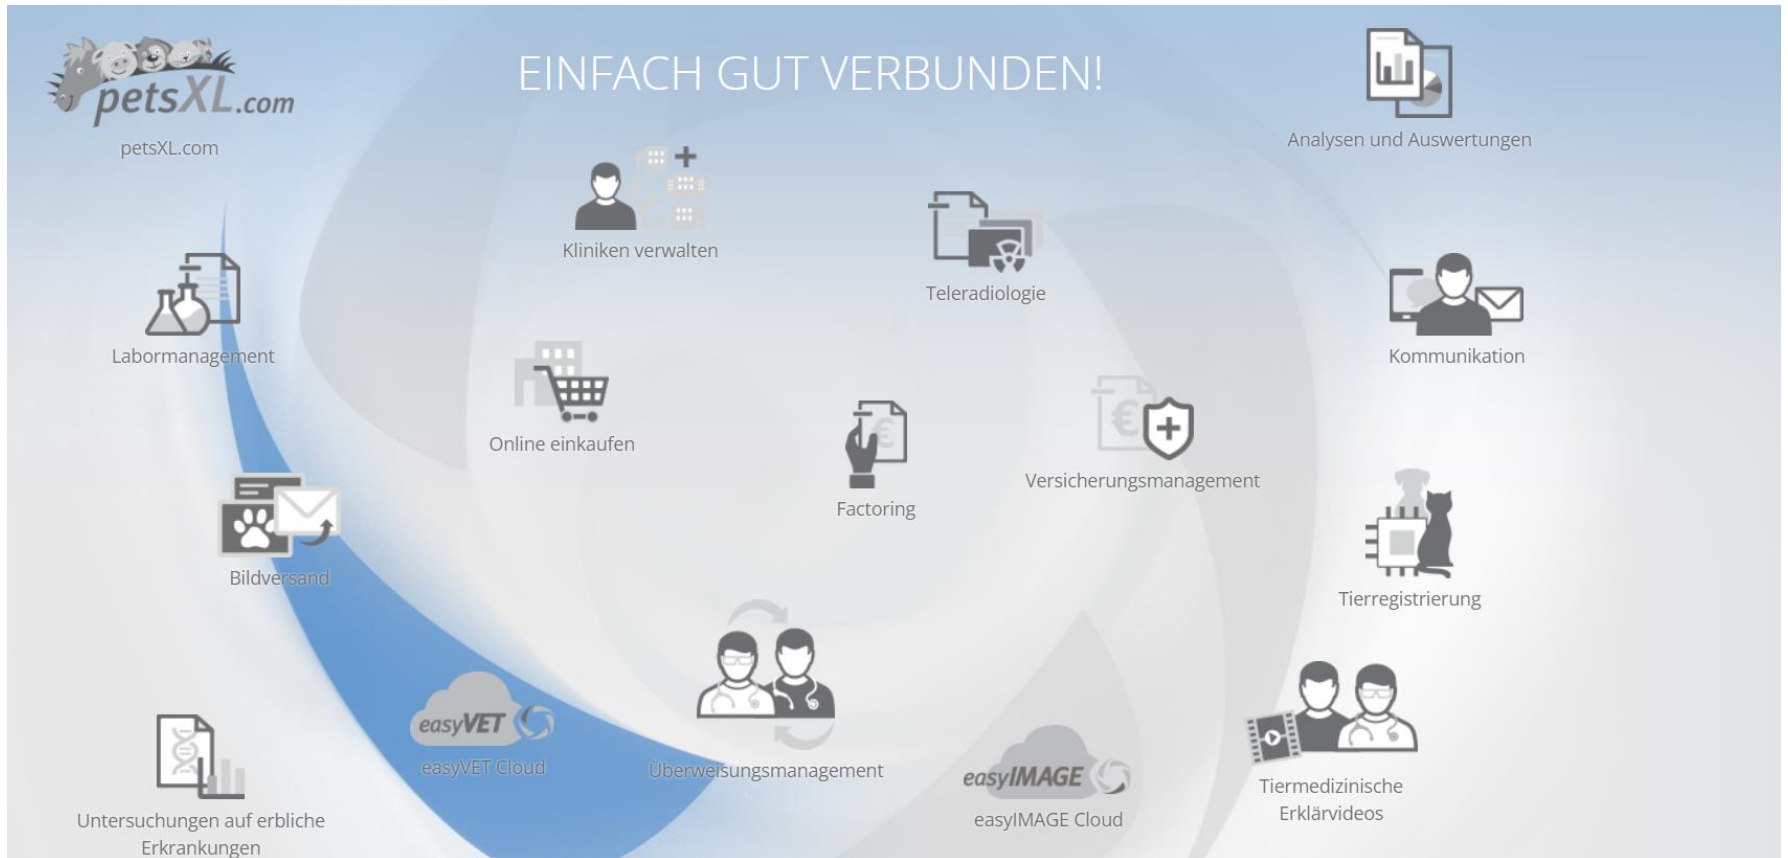 petsXL.com
EINFACH GUT VERBUNDEN!
petsXL.com
Analysen und Auswertungen
Kliniken verwalten
Teleradiologie
Labormanagement
Kommunikation
Online einkaufen
€
€
Versicherungsmanagement
Factoring
Bildversand
Tierregistrierung
easyVET
easyVET Cloud
Überweisungsmanagement
easyIMAGE
easyIMAGE Cloud
Tiermedizinische
Erklärvideos
Untersuchungen auf erbliche
Erkrankungen